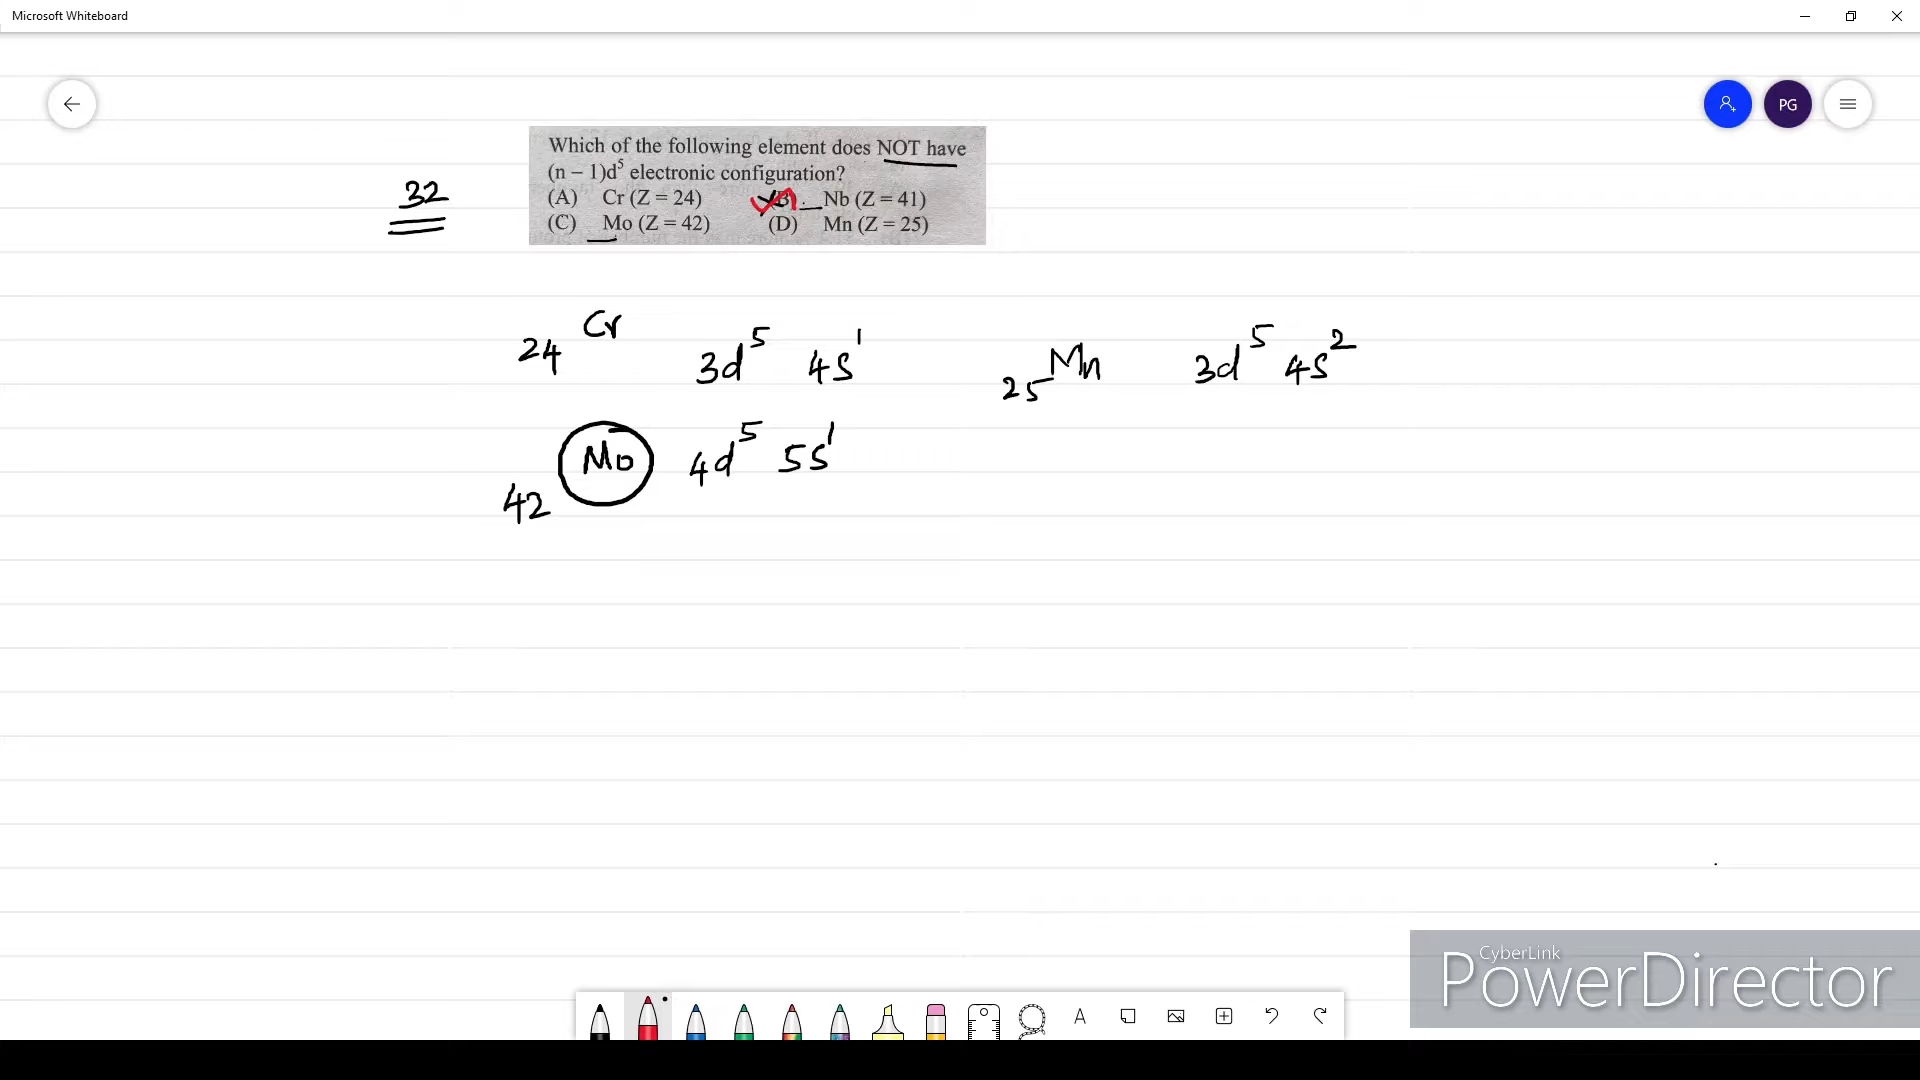 Microsoft Whiteboard
PG
Which of the following element does NOT have
(n – 1)d⁵ electronic configuration?
(A) Cr (Z = 24) (B) Nb (Z = 41)
(C) Mo (Z = 42) (D) Mn (Z = 25)
32
24 Cr 3d⁵ 4s¹
25 Mn 3d⁵ 4s²
42 Mo 4d⁵ 5s¹
CyberLink
PowerDirector
A